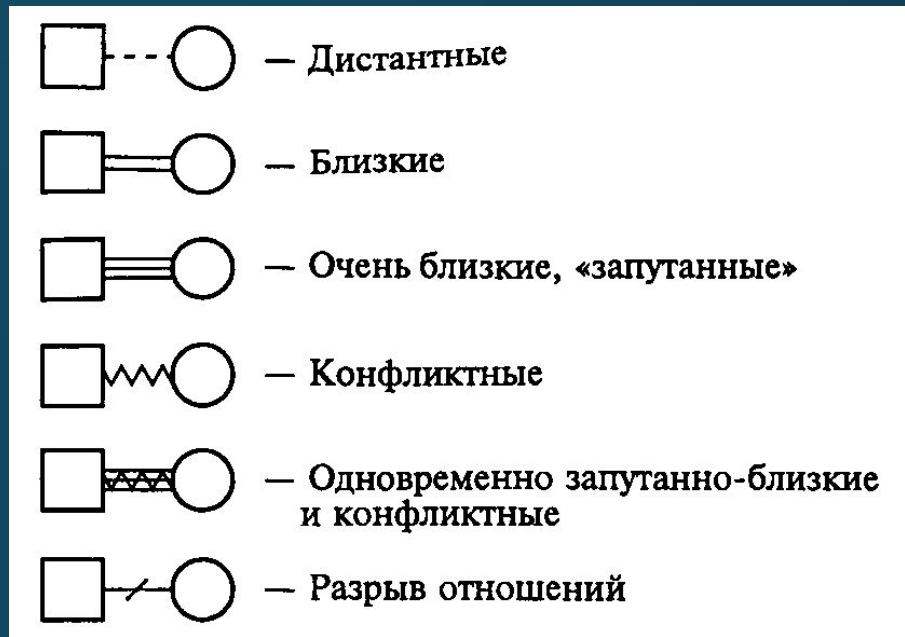 — Дистантные
— Близкие
— Очень близкие, «запутанные»
— Конфликтные
— Одновременно запутанно-близкие
и конфликтные
— Разрыв отношений